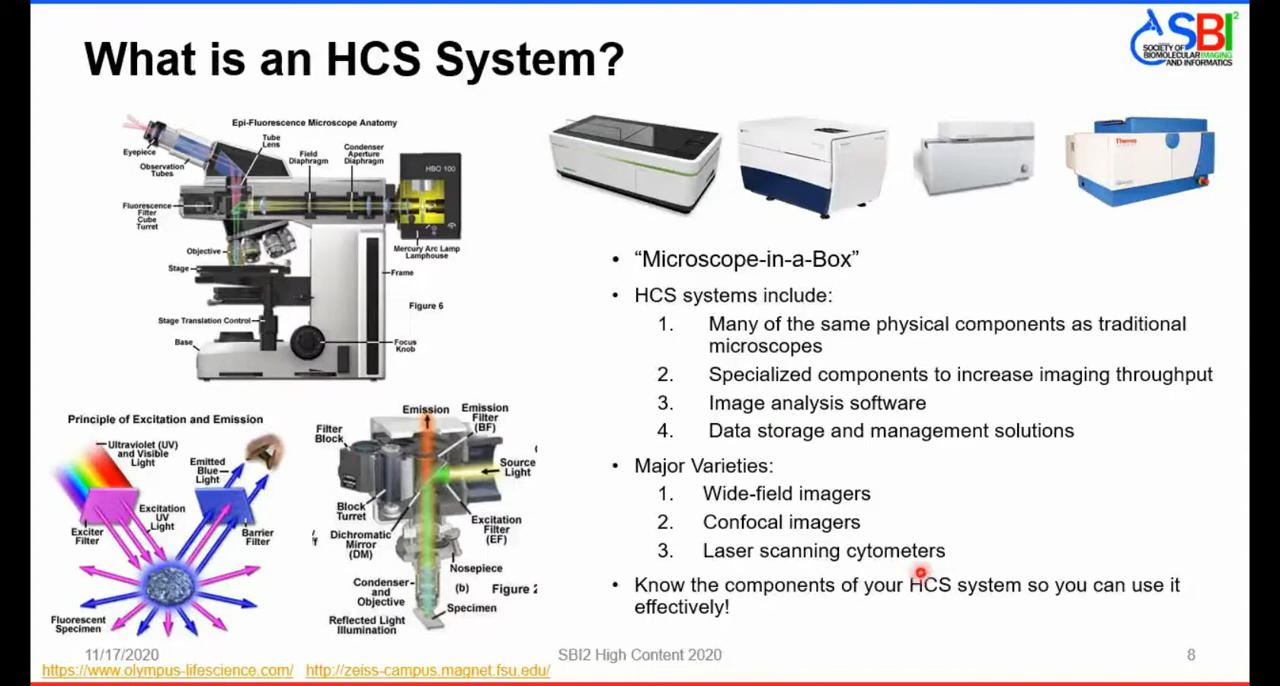 What is an HCS System?
SBI²
SOCIETY OF
BIOMOLECULAR IMAGING
AND INFORMATICS
Epi-Fluorescence Microscope Anatomy
Eyepiece
Observation
Tubes
Tube
Lens
Field
Diaphragm
Condenser
Aperture
Diaphragm
HBO 100
Fluorescence
Filter
Cube
Turret
Mercury Arc Lamp
Lamphouse
Objective
Stage
Frame
Figure 6
Stage Translation Control
Base
Focus
Knob
Thermo
• “Microscope-in-a-Box”
• HCS systems include:
1. Many of the same physical components as traditional
microscopes
2. Specialized components to increase imaging throughput
3. Image analysis software
4. Data storage and management solutions
• Major Varieties:
1. Wide-field imagers
2. Confocal imagers
3. Laser scanning cytometers
• Know the components of your HCS system so you can use it
effectively!
Principle of Excitation and Emission
Ultraviolet (UV)
and Visible
Light
Emitted
Blue
Light
Excitation
UV
Light
Exciter
Filter
Barrier
Filter
Fluorescent
Specimen
Emission
Emission
Filter
(BF)
Filter
Block
Source
Light
Block
Turret
Dichromatic
Mirror
(DM)
Excitation
Filter
(EF)
Nosepiece
(b) Figure 2
Condenser
and
Objective
Specimen
Reflected Light
Illumination
11/17/2020
SBI2 High Content 2020
8
https://www.olympus-lifescience.com/ http://zeiss-campus.magnet.fsu.edu/